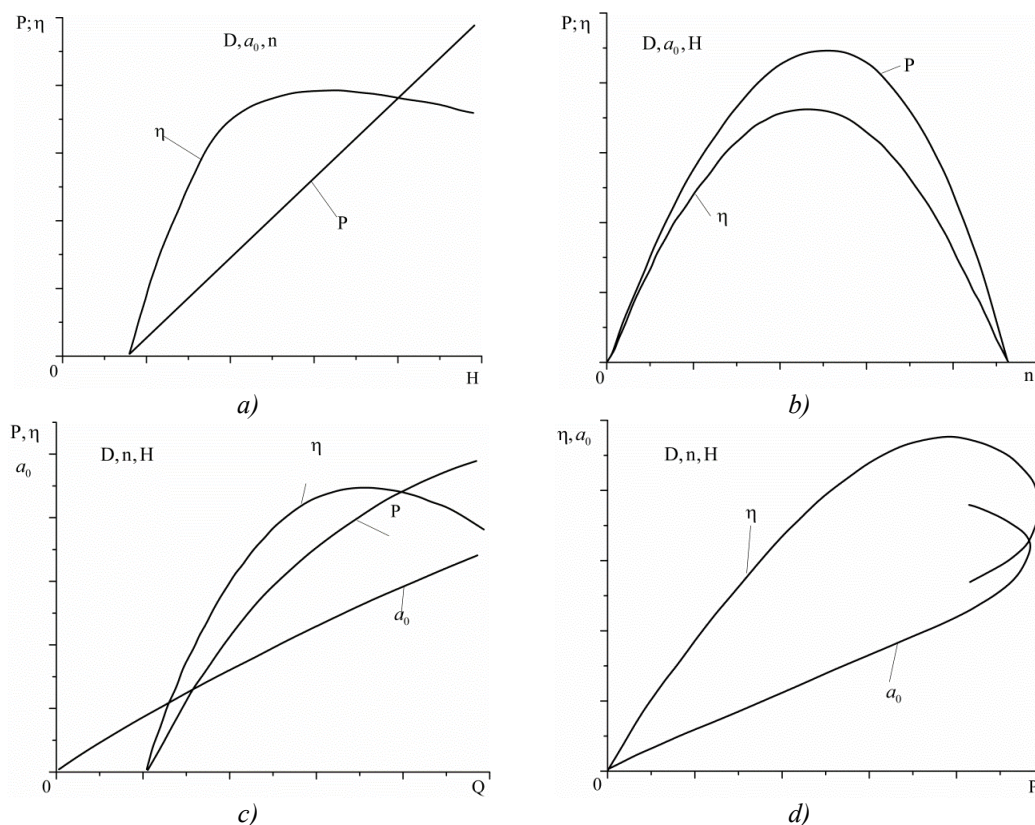 P; η
D, a₀, n
η
P
0
H
a)
P; η
D, a₀, H
P
η
0
n
b)
P, η
a₀
D, n, H
η
P
a₀
0
Q
c)
η, a₀
D, n, H
η
a₀
0
P
d)